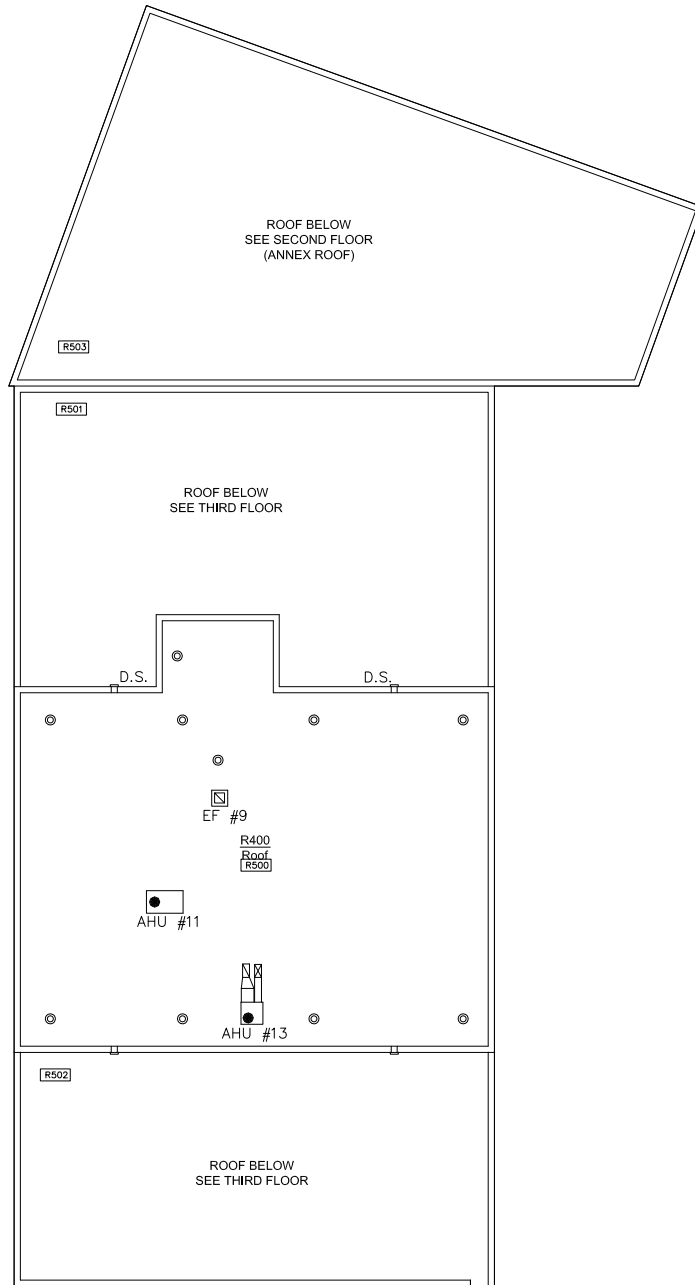 ROOF BELOW
SEE SECOND FLOOR
(ANNEX ROOF)
R503
R501
ROOF BELOW
SEE THIRD FLOOR
D.S.
D.S.
EF #9
R400
Roof
R500
AHU #11
AHU #13
R502
ROOF BELOW
SEE THIRD FLOOR